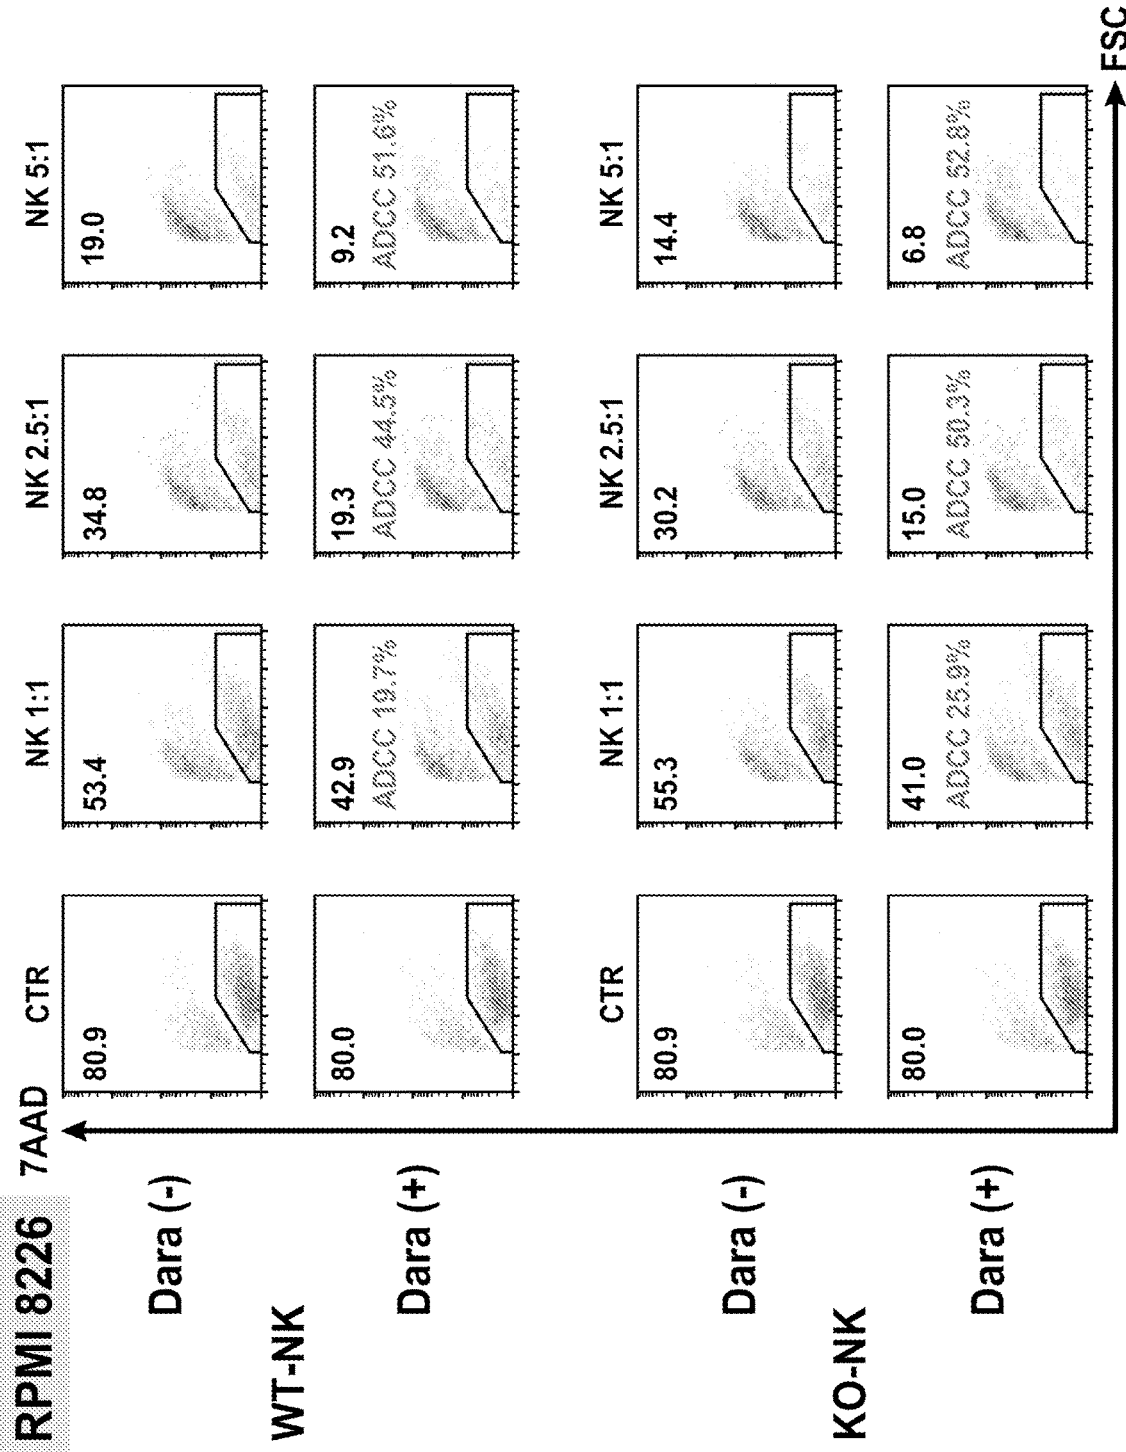 RPMI 8226
7AAD
CTR
NK 1:1
NK 2.5:1
NK 5:1
WT-NK
Dara (-)
80.9
53.4
34.8
19.0
Dara (+)
80.0
42.9
ADCC 19.7%
19.3
ADCC 44.5%
9.2
ADCC 51.6%
CTR
NK 1:1
NK 2.5:1
NK 5:1
KO-NK
Dara (-)
80.9
55.3
30.2
14.4
Dara (+)
80.0
41.0
ADCC 25.9%
15.0
ADCC 50.3%
6.8
ADCC 52.8%
FSC